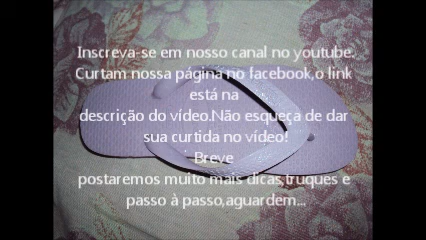 Inscreva-se em nosso canal no youtube.
Curtam nossa página no facebook,o link
está na
descrição do vídeo.Não esqueça de dar
sua curtida no vídeo!
Breve
postaremos muito mais dicas,truques e
passo à passo,aguardem...